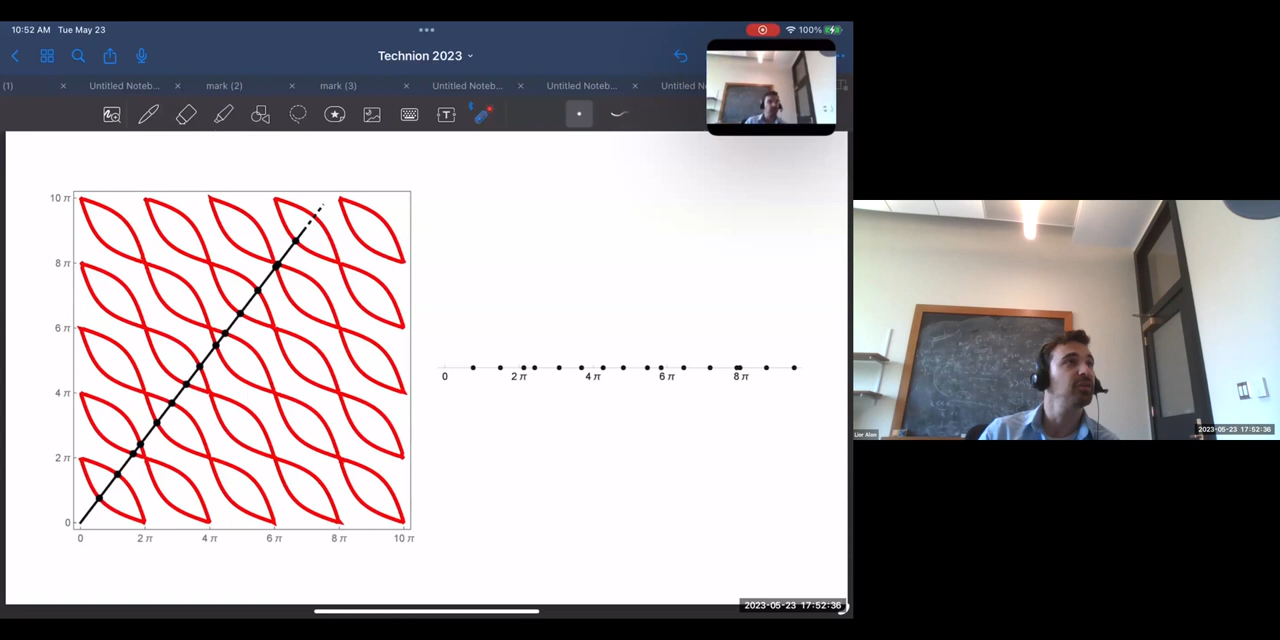 10:52 AM Tue May 23
100%
Technion 2023
(1)
Untitled Noteb...
mark (2)
mark (3)
Untitled Noteb...
Untitled Noteb...
Untitled No
T
10 π
8 π
6 π
4 π
2 π
0
0 2 π 4 π 6 π 8 π 10 π
0 2 π 4 π 6 π 8 π
2023-05-23 17:52:36
Lior Alon
2023-05-23 17:52:36